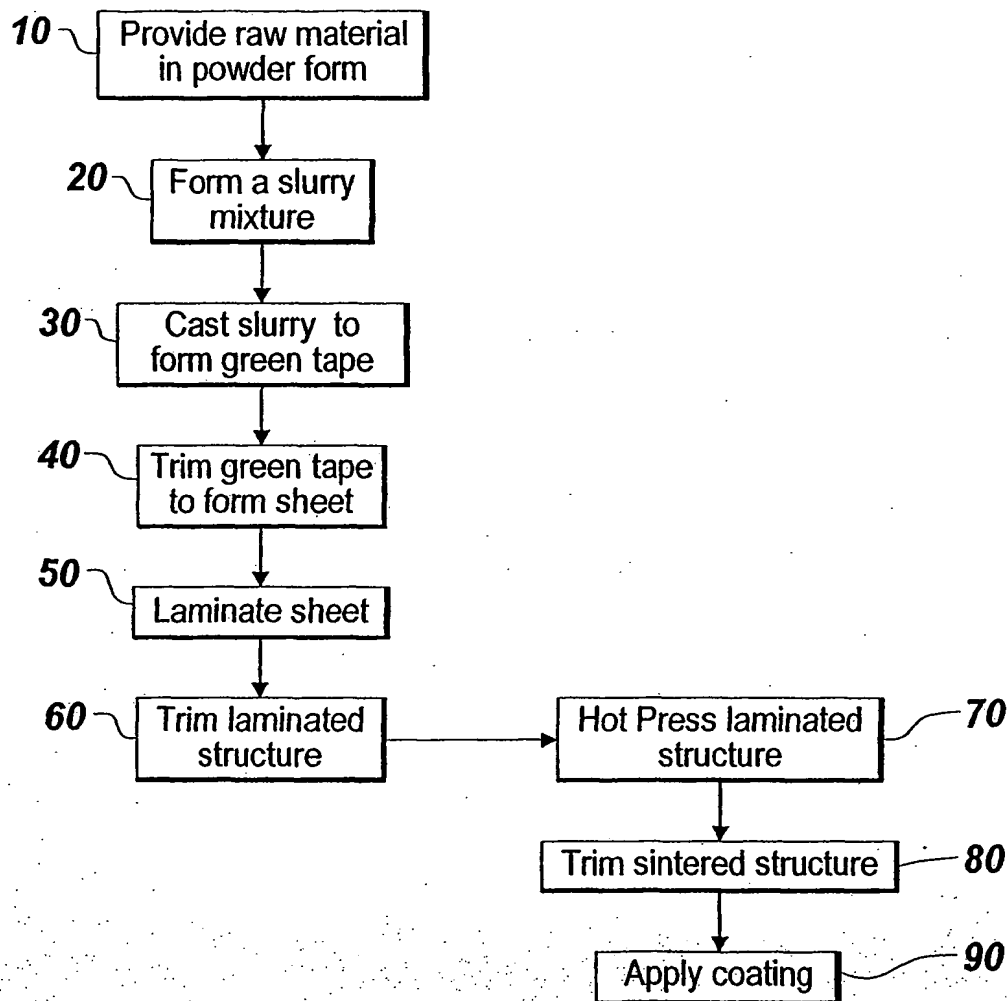 10
Provide raw material
in powder form
20
Form a slurry
mixture
30
Cast slurry to
form green tape
40
Trim green tape
to form sheet
50
Laminate sheet
60
Trim laminated
structure
Hot Press laminated
structure
70
Trim sintered structure
80
Apply coating
90